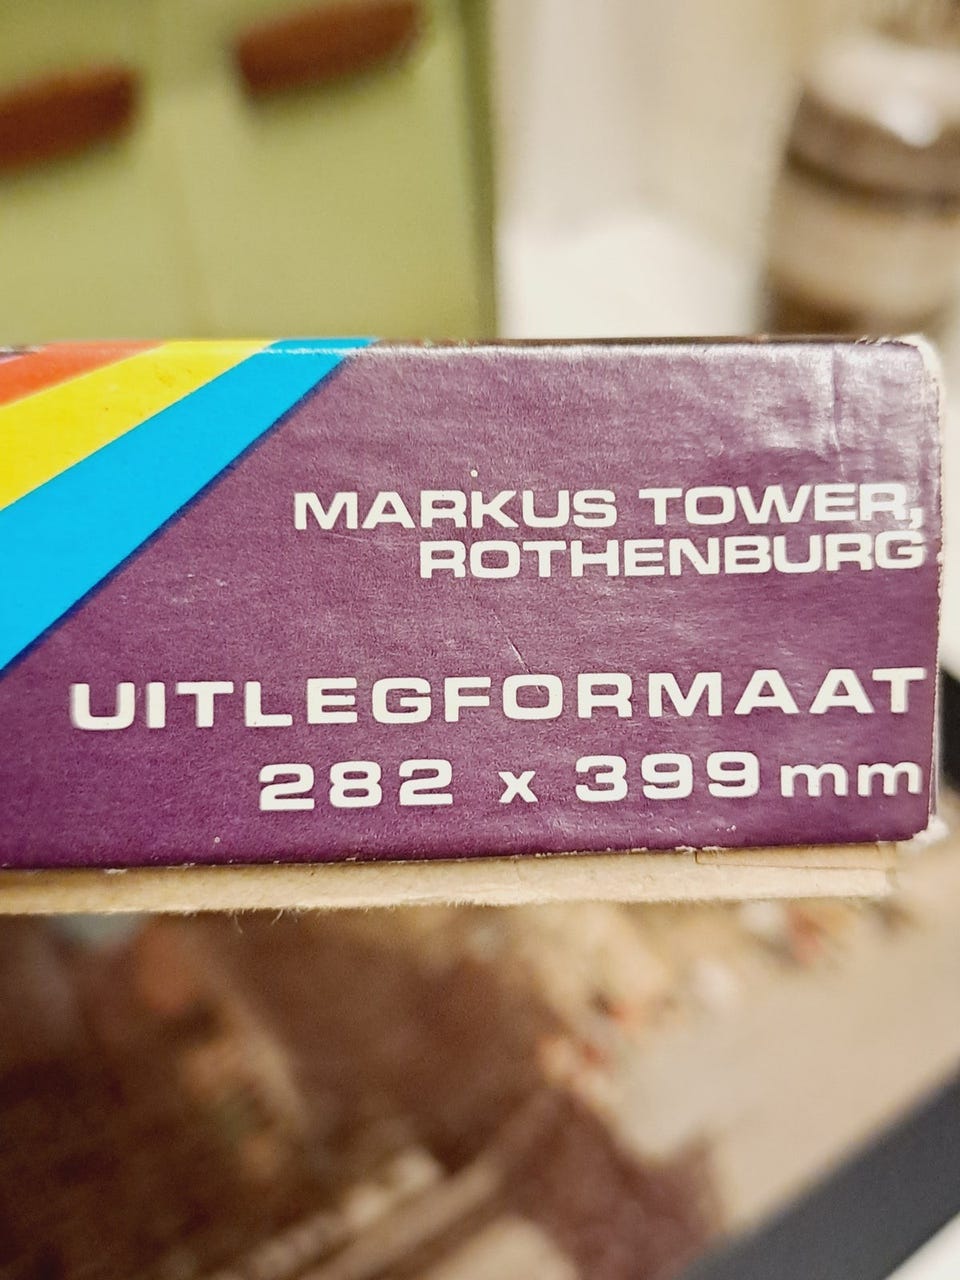 MARKUS TOWER,
ROTHENBURG
UITLEGFORMAAT
282 x 399 mm